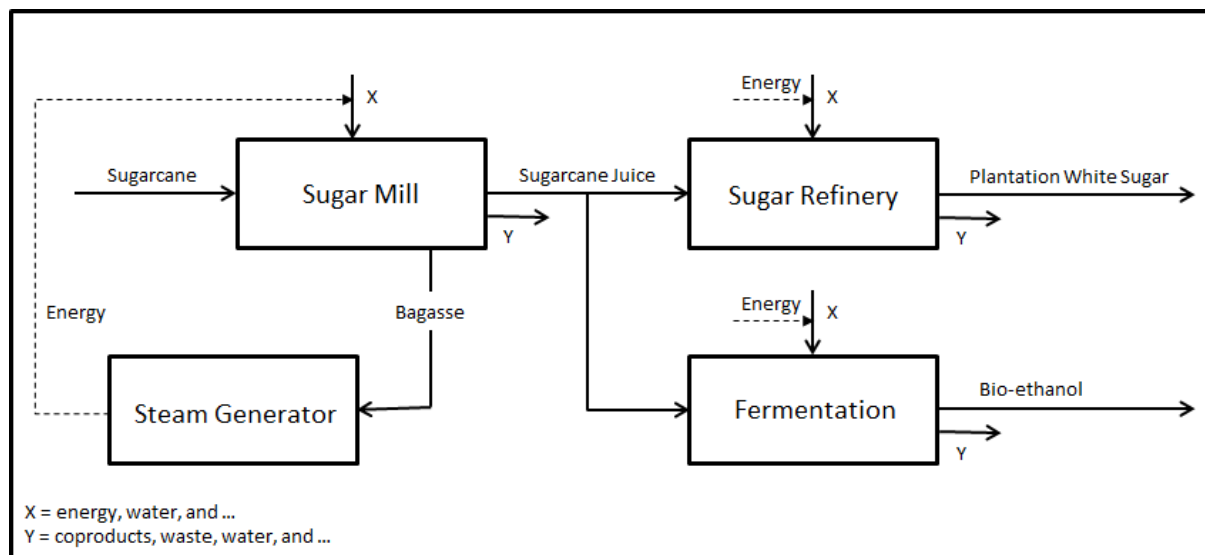 Energy
X
X
Sugarcane
Sugar Mill
Sugarcane Juice
Sugar Refinery
Plantation White Sugar
Y
Y
Energy
Bagasse
Energy
X
Steam Generator
Fermentation
Bio-ethanol
Y
X = energy, water, and ...
Y = coproducts, waste, water, and ...